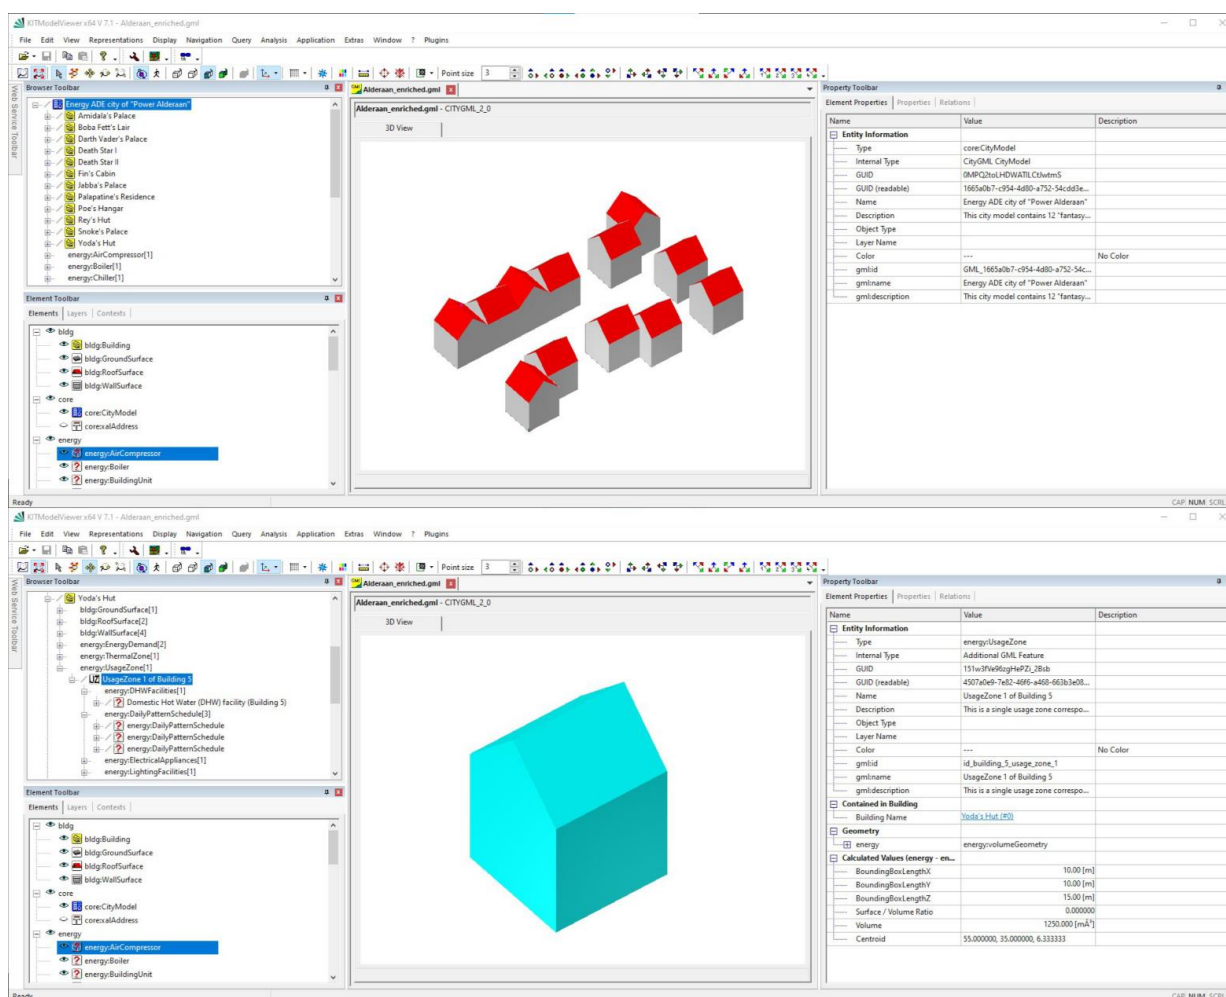 KITModelViewer x64 V 7.1 - Alderaan_enriched.gml
File Edit View Representations Display Navigation Query Analysis Application Extras Window ? Plugins
Point size 3
Web Service Toolbar
Browser Toolbar
Energy ADE city of "Power Alderaan"
Amidala's Palace
Boba Fett's Lair
Darth Vader's Palace
Death Star I
Death Star II
Fin's Cabin
Jabba's Palace
Palapatine's Residence
Poe's Hangar
Rey's Hut
Snoke's Palace
Yoda's Hut
energy:AirCompressor[1]
energy:Boiler[1]
energy:Chiller[1]
Element Toolbar
Elements Layers Contexts
bldg
bldg:Building
bldg:GroundSurface
bldg:RoofSurface
bldg:WallSurface
core
core:CityModel
core:xalAddress
energy
energy:AirCompressor
energy:Boiler
energy:BuildingUnit
Alderaan_enriched.gml
Alderaan_enriched.gml - CITYGML_2_0
3D View
Property Toolbar
Element Properties Properties Relations
Name Value Description
Entity Information
Type core:CityModel
Internal Type CityGML CityModel
GUID
GUID (readable) 1665a0b7-c954-4d80-a752-54cdd3e...
Name Energy ADE city of "Power Alderaan"
Description This city model contains 12 "fantasy...
Object Type
Layer Name
Color --- No Color
gml:id GML_1665a0b7-c954-4d80-a752-54c...
gml:name Energy ADE city of "Power Alderaan"
gml:description This city model contains 12 "fantasy...
Ready
CAP NUM SCRL
KITModelViewer x64 V 7.1 - Alderaan_enriched.gml
File Edit View Representations Display Navigation Query Analysis Application Extras Window ? Plugins
Point size 3
Web Service Toolbar
Browser Toolbar
Yoda's Hut
bldg:GroundSurface[1]
bldg:RoofSurface[2]
bldg:WallSurface[4]
energy:EnergyDemand[2]
energy:ThermalZone[1]
energy:UsageZone[1]
UZ UsageZone 1 of Building 5
energy:DHWFacilities[1]
Domestic Hot Water (DHW) facility (Building 5)
energy:DailyPatternSchedule[3]
energy:DailyPatternSchedule
energy:DailyPatternSchedule
energy:DailyPatternSchedule
energy:ElectricalAppliances[1]
energy:LightingFacilities[1]
Element Toolbar
Elements Layers Contexts
bldg
bldg:Building
bldg:GroundSurface
bldg:RoofSurface
bldg:WallSurface
core
core:CityModel
core:xalAddress
energy
energy:AirCompressor
energy:Boiler
energy:BuildingUnit
Alderaan_enriched.gml
Alderaan_enriched.gml - CITYGML_2_0
3D View
Property Toolbar
Element Properties Properties Relations
Name Value Description
Entity Information
Type energy:UsageZone
Internal Type Additional GML Feature
GUID
GUID (readable) 4507a0e9-7e82-46f6-a468-663b3e08...
Name UsageZone 1 of Building 5
Description This is a single usage zone correspo...
Object Type
Layer Name
Color --- No Color
gml:id id_building_5_usage_zone_1
gml:name UsageZone 1 of Building 5
gml:description This is a single usage zone correspo...
Contained in Building
Building Name Yoda's Hut (#0)
Geometry
energy energy:volumeGeometry
Calculated Values (energy - en...
BoundingBoxLengthX 10.00 [m]
BoundingBoxLengthY 10.00 [m]
BoundingBoxLengthZ 15.00 [m]
Surface / Volume Ratio 0.000000
Volume 1250.000 [mÂ³]
Centroid 55.000000, 35.000000, 6.333333
Ready
CAP NUM SCRL